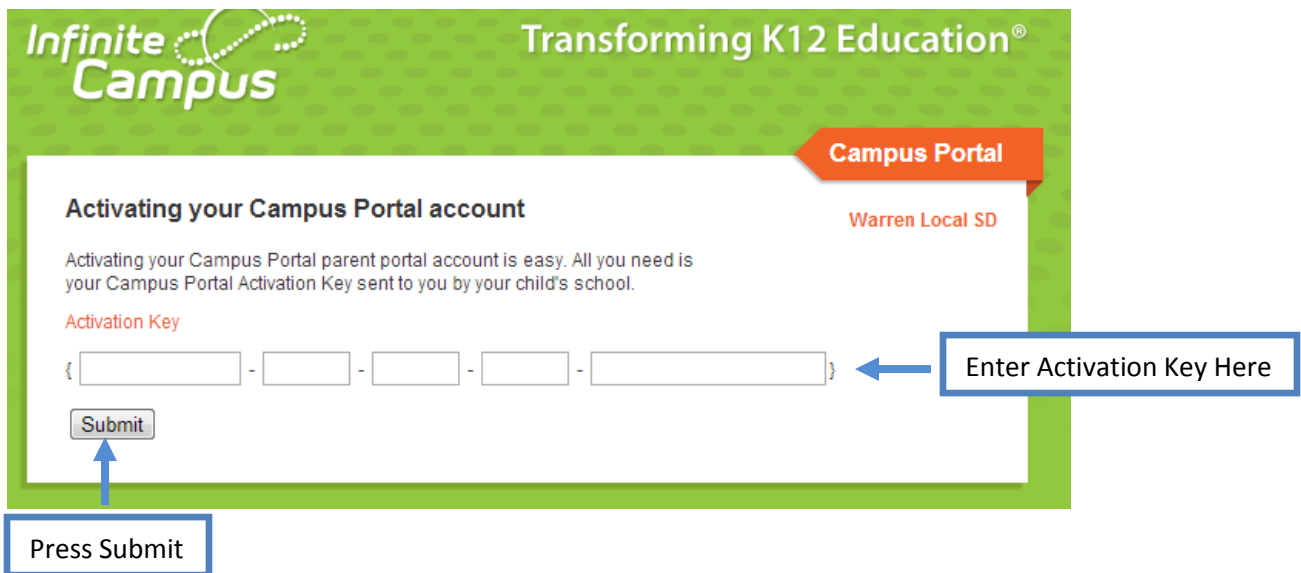 Infinite
Campus
Transforming K12 Education®
Campus Portal
Activating your Campus Portal account
Warren Local SD
Activating your Campus Portal parent portal account is easy. All you need is
your Campus Portal Activation Key sent to you by your child's school.
Activation Key
{ - - - - }
Enter Activation Key Here
Submit
Press Submit